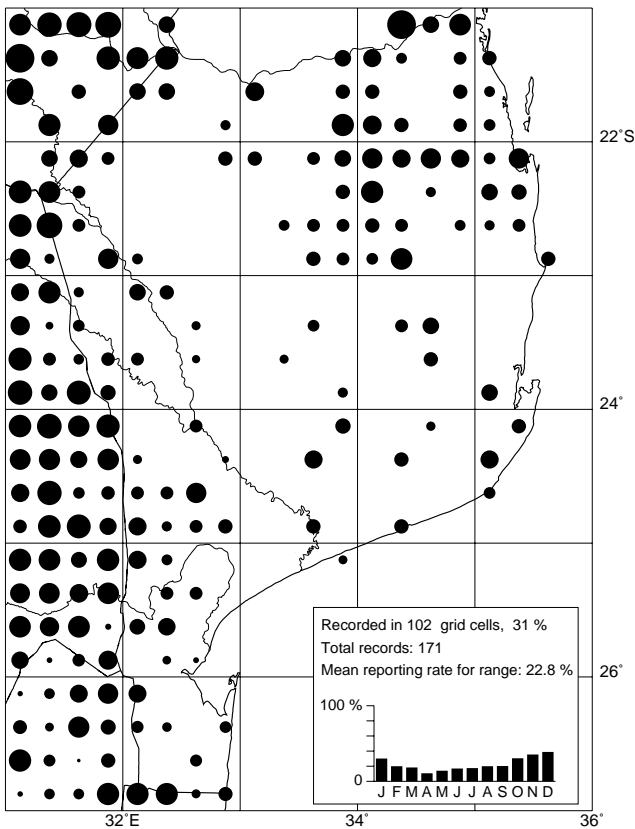 22˚S
24˚
Recorded in 102 grid cells, 31 %
Total records: 171
Mean reporting rate for range: 22.8 %
26˚
100 %
0
J F M A M J J A S O N D
32˚E 34˚ 36˚